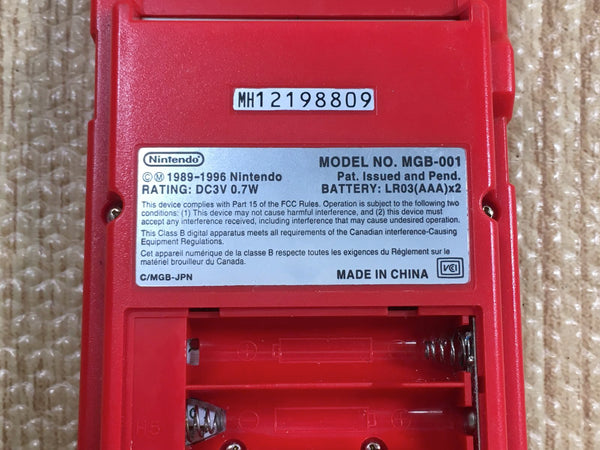 MH12198809
Nintendo
©Ⓜ 1989-1996 Nintendo
RATING: DC3V 0.7W
MODEL NO. MGB-001
Pat. Issued and Pend.
BATTERY: LR03(AAA)x2
This device complies with Part 15 of the FCC Rules. Operation is subject to the following two
conditions: (1) This device may not cause harmful interference, and (2) this device must
accept any interference received, including interference that may cause undesired operation.
This Class B digital apparatus meets all requirements of the Canadian interference-Causing
Equipment Regulations.
Cet appareil numérique de la classe B respecte toutes les exigences du Réglement sur le
matériel brouilleur du Canada.
C/MGB-JPN
MADE IN CHINA
VCI